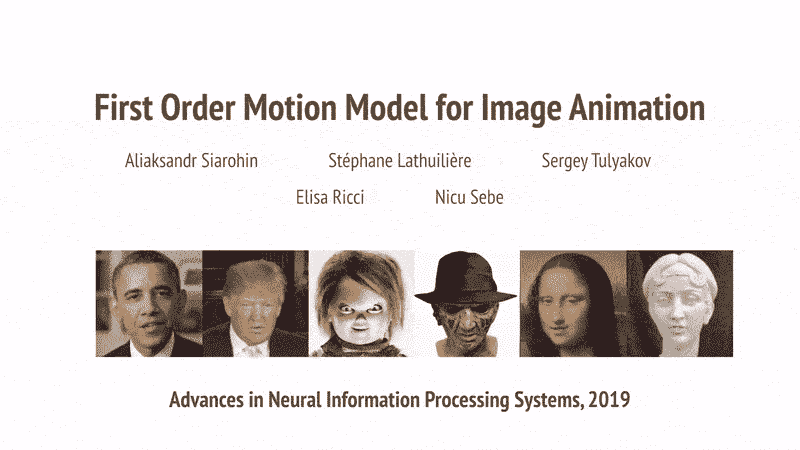 First Order Motion Model for Image Animation
Aliaksandr Siarohin Stéphane Lathuilière Sergey Tulyakov
Elisa Ricci Nicu Sebe
Advances in Neural Information Processing Systems, 2019